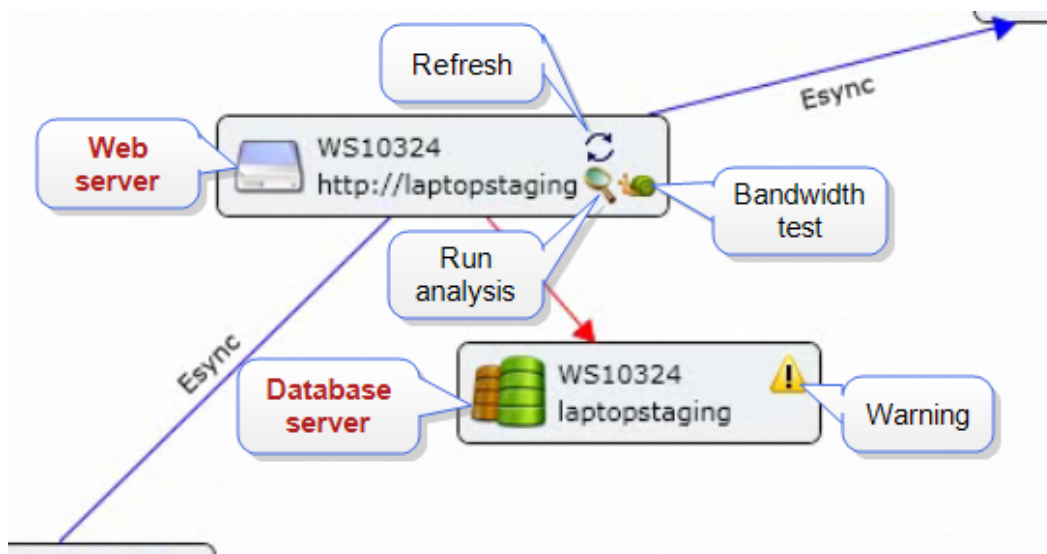 Refresh
Esync
Web
server
WS10324
http://laptopstaging
Bandwidth
test
Run
analysis
Esync
Database
server
WS10324
laptopstaging
Warning